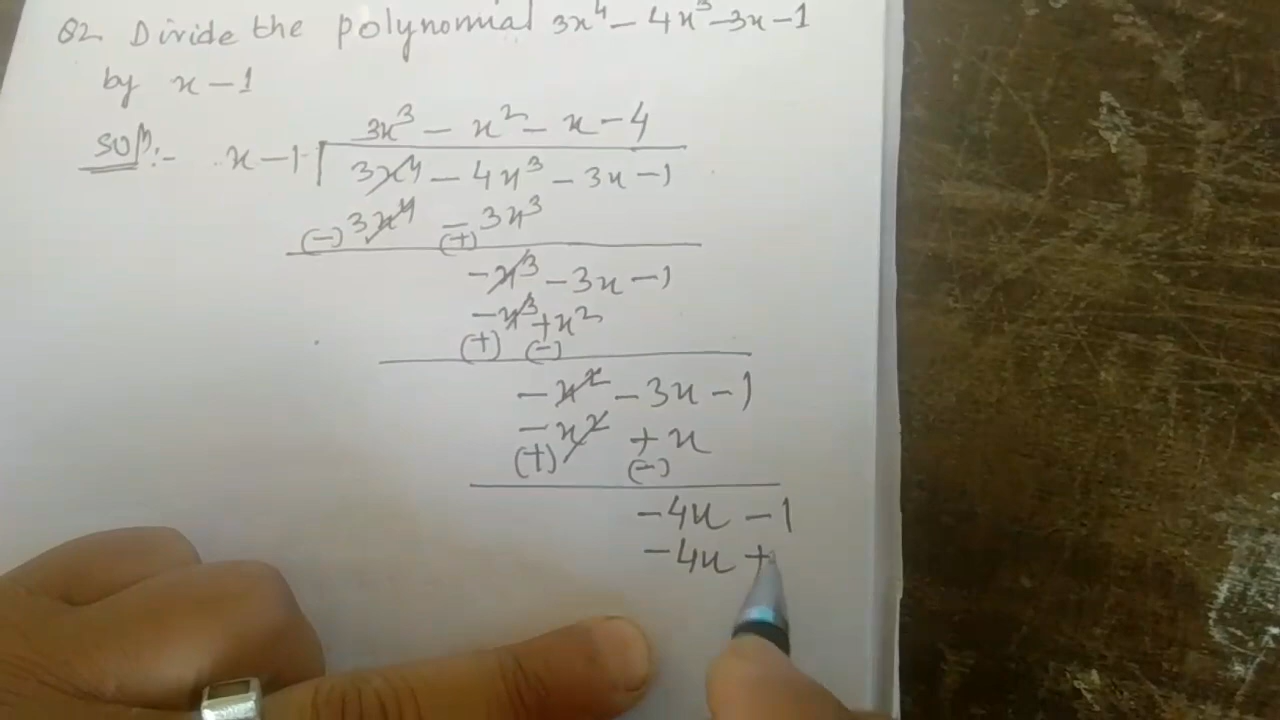 Q2. Divide the polynomial 3x⁴ - 4x³ - 3x - 1
by x - 1
Solⁿ:- x - 1 3x³ - x² - x - 4
3x⁴ - 4x³ - 3x - 1
(-) 3x⁴ - (+) 3x³
-x³ - 3x - 1
-x³ + x²
(+) (-)
-x² - 3x - 1
-x² + x
(+) (-)
-4x - 1
-4x +